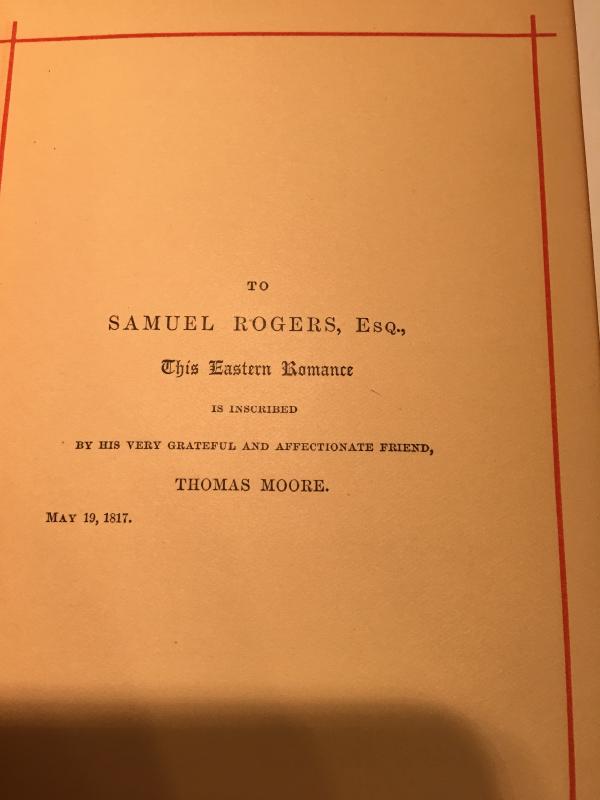 TO
SAMUEL ROGERS, ESQ.,
This Eastern Romance
IS INSCRIBED
BY HIS VERY GRATEFUL AND AFFECTIONATE FRIEND,
THOMAS MOORE.
MAY 19, 1817.